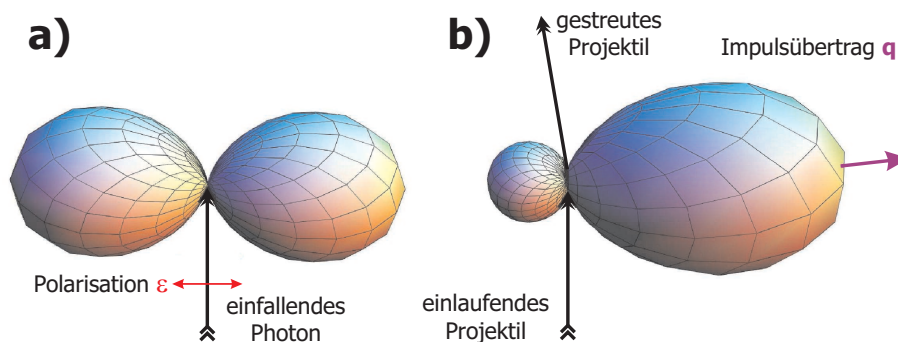 a)
Polarisation ε
einfallendes
Photon
b)
gestreutes
Projektil
Impulsübertrag q
einlaufendes
Projektil